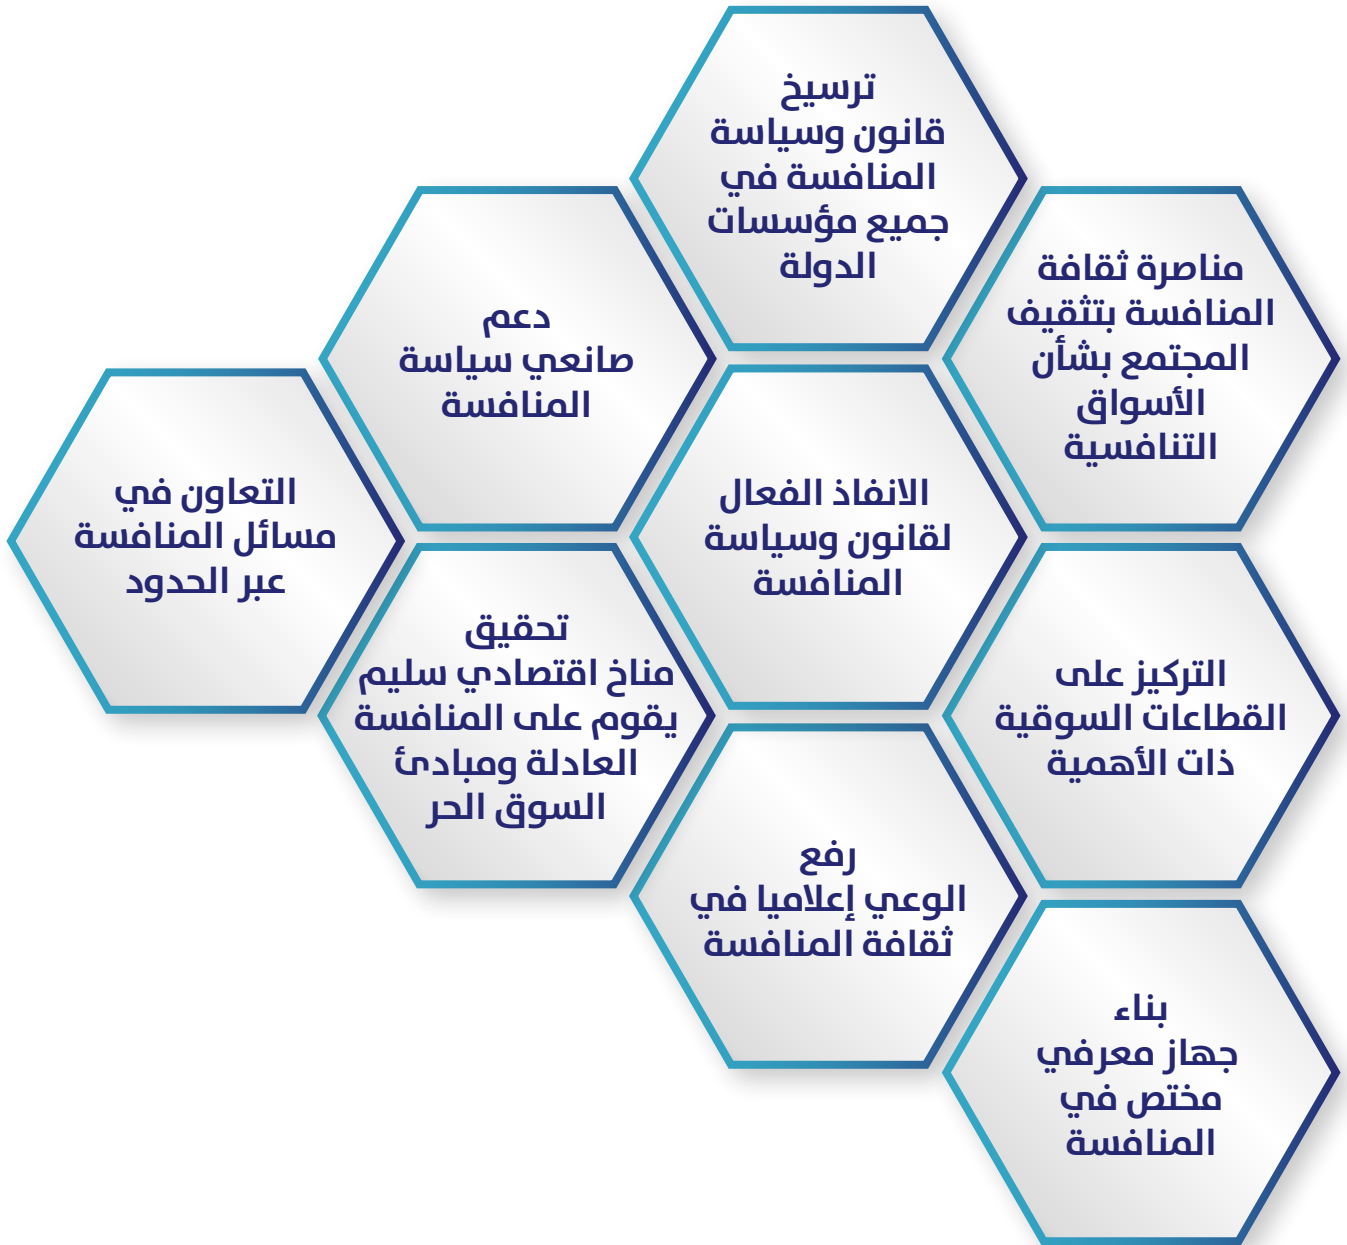 ترسيخ
قانون وسياسة
المنافسة في
جميع مؤسسات
الدولة
مناصرة ثقافة
المنافسة بتثقيف
المجتمع بشأن
الأسواق
التنافسية
دعم
صانعي سياسة
المنافسة
الانفاذ الفعال
لقانون وسياسة
المنافسة
التعاون في
مسائل المنافسة
عبر الحدود
التركيز على
القطاعات السوقية
ذات الأهمية
تحقيق
مناخ اقتصادي سليم
يقوم على المنافسة
العادلة ومبادئ
السوق الحر
رفع
الوعي إعلاميا في
ثقافة المنافسة
بناء
جهاز معرفي
مختص في
المنافسة